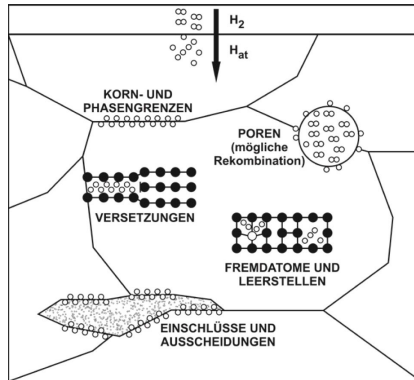 H2
Hat
KORN- UND
PHASENGRENZEN
POREN
(mögliche
Rekombination)
VERSETZUNGEN
FREMDATOME UND
LEERSTELLEN
EINSCHLÜSSE UND
AUSSCHEIDUNGEN